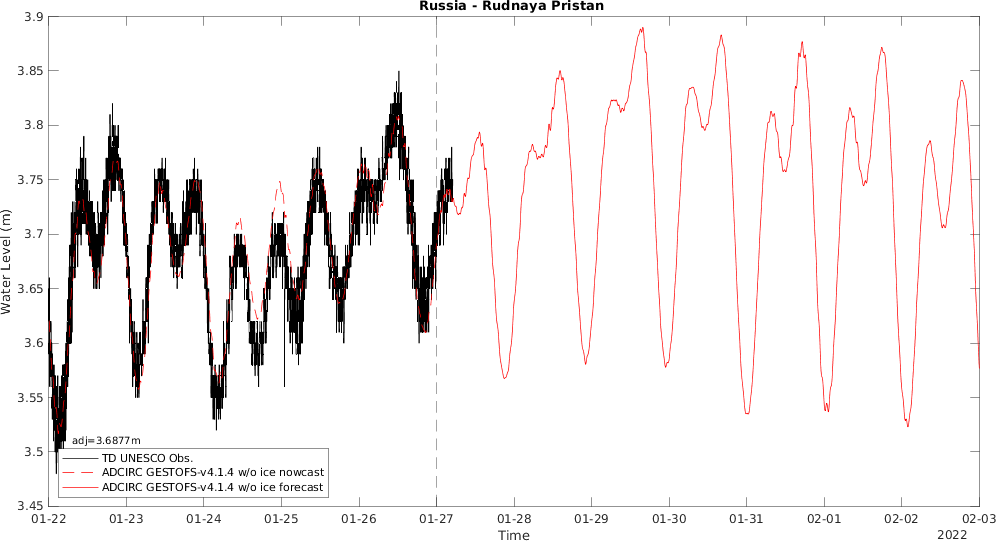 Russia - Rudnaya Pristan
3.9
3.85
3.8
3.75
3.7
3.65
3.6
3.55
3.5
3.45
Water Level (m)
adj=3.6877m
TD UNESCO Obs.
ADCIRC GESTOFS-v4.1.4 w/o ice nowcast
ADCIRC GESTOFS-v4.1.4 w/o ice forecast
01-22 01-23 01-24 01-25 01-26 01-27 01-28 01-29 01-30 01-31 02-01 02-02 02-03
Time
2022